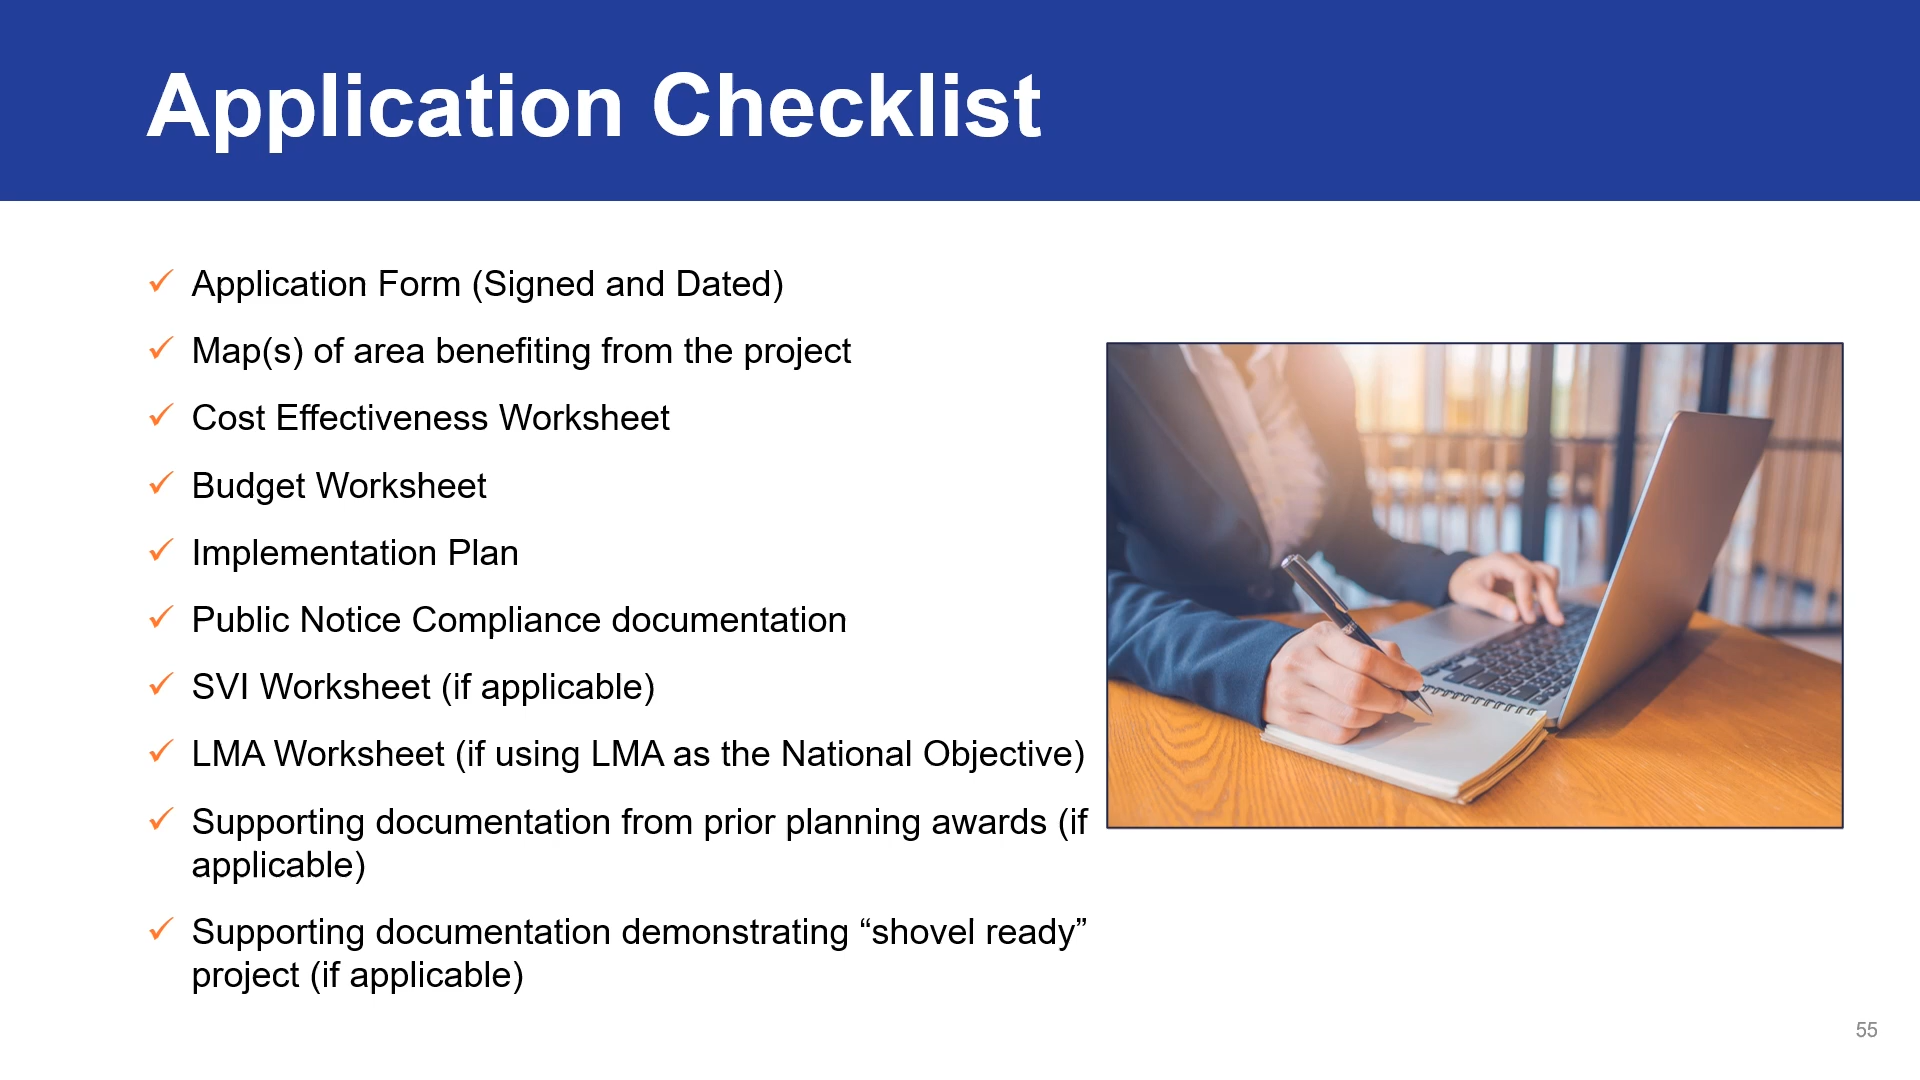 Application Checklist
✓ Application Form (Signed and Dated)
✓ Map(s) of area benefiting from the project
✓ Cost Effectiveness Worksheet
✓ Budget Worksheet
✓ Implementation Plan
✓ Public Notice Compliance documentation
✓ SVI Worksheet (if applicable)
✓ LMA Worksheet (if using LMA as the National Objective)
✓ Supporting documentation from prior planning awards (if
applicable)
✓ Supporting documentation demonstrating “shovel ready”
project (if applicable)
55